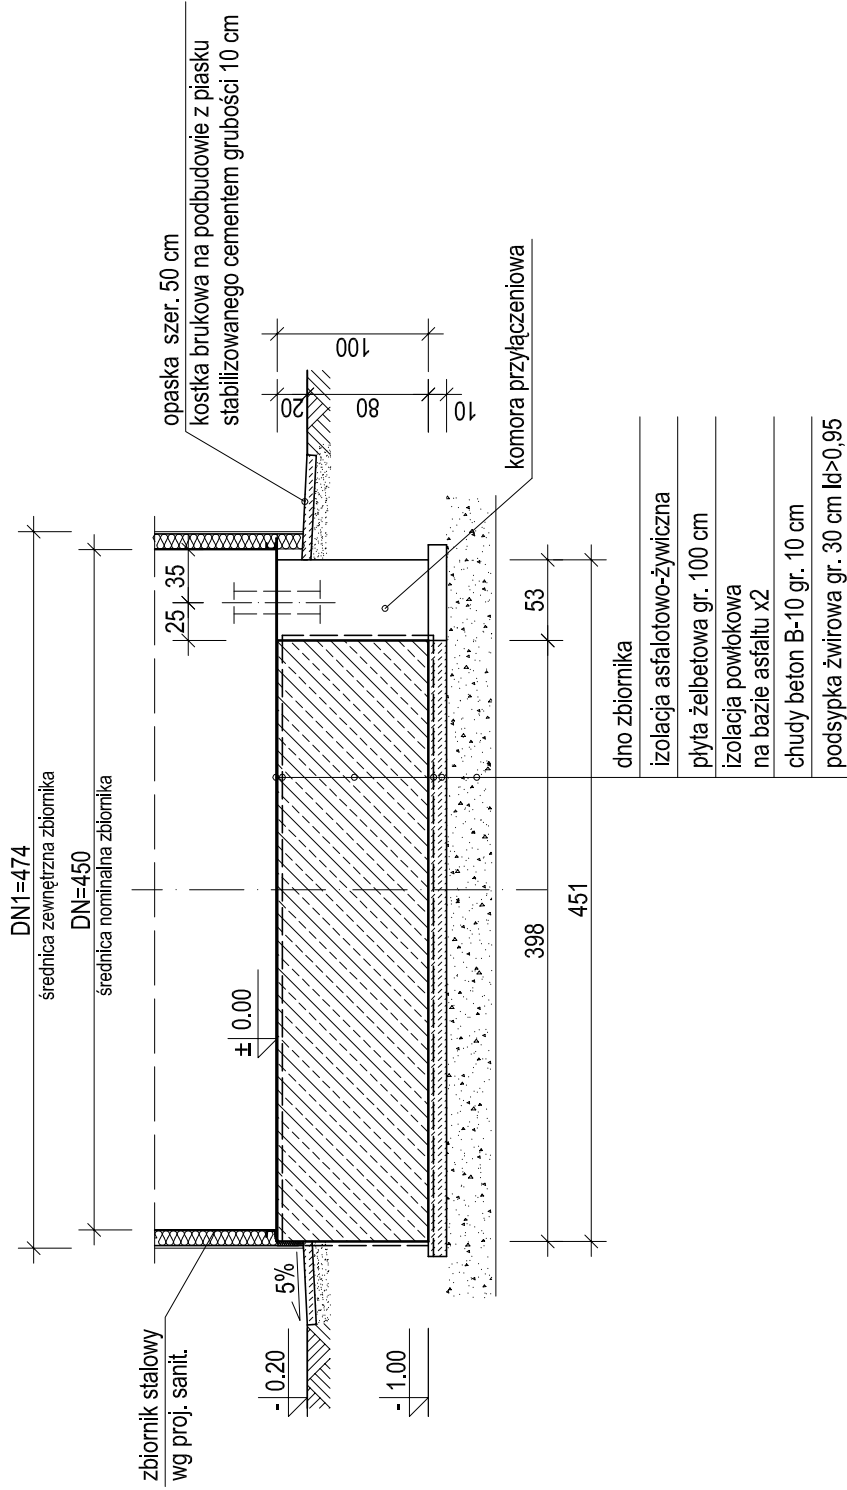 DN1=474
średnica zewnętrzna zbiornika
DN=450
średnica nominalna zbiornika
zbiornik stalowy
wg proj. sanit.
opaska szer. 50 cm
kostka brukowa na podbudowie z piasku
stabilizowanego cementem grubości 10 cm
25
35
± 0.00
5%
- 0.20
- 1.00
20
80
10
100
komora przyłączeniowa
398
53
451
dno zbiornika
izolacja asfalotowo-żywiczna
płyta żelbetowa gr. 100 cm
izolacja powłokowa
na bazie asfaltu x2
chudy beton B-10 gr. 10 cm
podsypka żwirowa gr. 30 cm Id>0,95